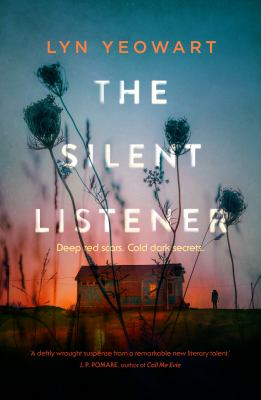 LYN YEOWART
THE
SILENT
LISTENER
Deep red scars. Cold dark secrets.
‘A deftly wrought suspense from a remarkable new literary talent.’
J.P. POMARE, author of Call Me Evie